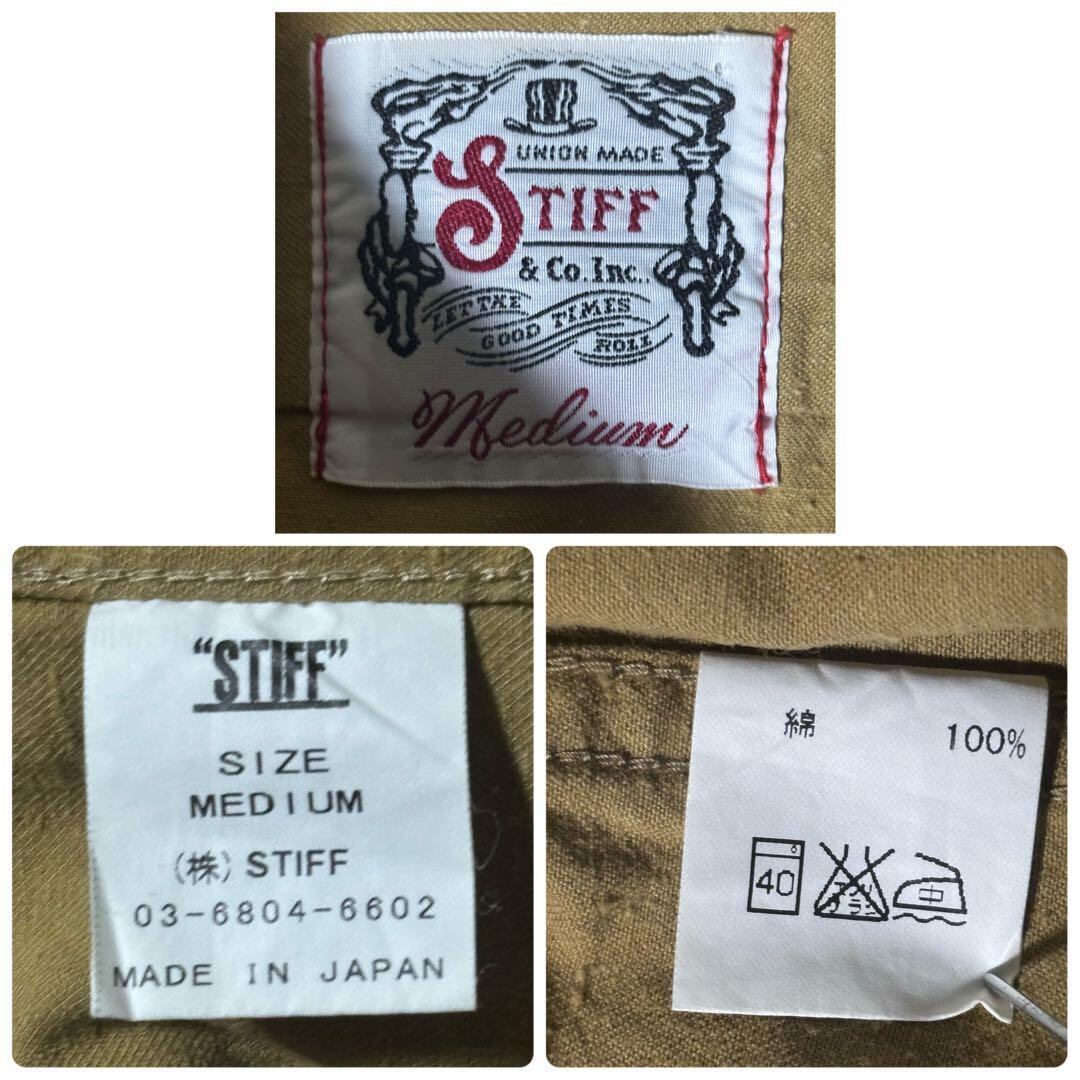 UNION MADE
STIFF
& Co. Inc..
LET THE
GOOD TIMES
ROLL
Medium
"STIFF"
SIZE
MEDIUM
(株) STIFF
03-6804-6602
MADE IN JAPAN
綿 100%
40 中